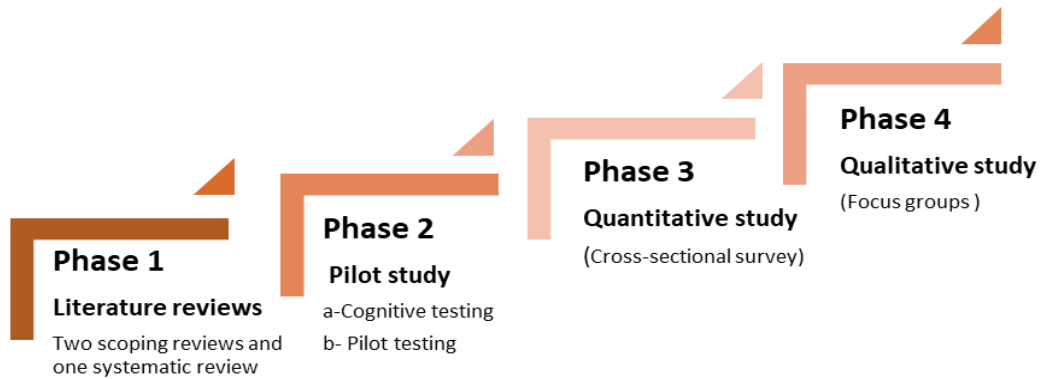 Phase 1
Literature reviews
Two scoping reviews and
one systematic review
Phase 2
Pilot study
a-Cognitive testing
b- Pilot testing
Phase 3
Quantitative study
(Cross-sectional survey)
Phase 4
Qualitative study
(Focus groups )